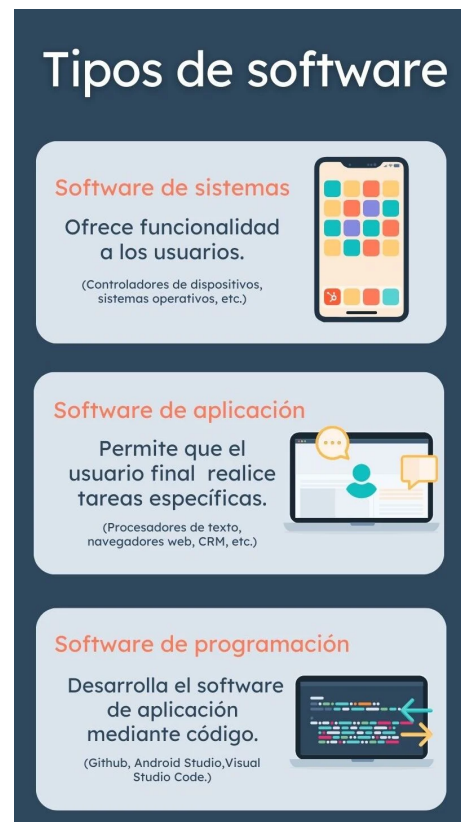 Tipos de software
Software de sistemas
Ofrece funcionalidad
a los usuarios.
(Controladores de dispositivos,
sistemas operativos, etc.)
Software de aplicación
Permite que el
usuario final realice
tareas específicas.
(Procesadores de texto,
navegadores web, CRM, etc.)
Software de programación
Desarrolla el software
de aplicación
mediante código.
(Github, Android Studio,Visual
Studio Code.)